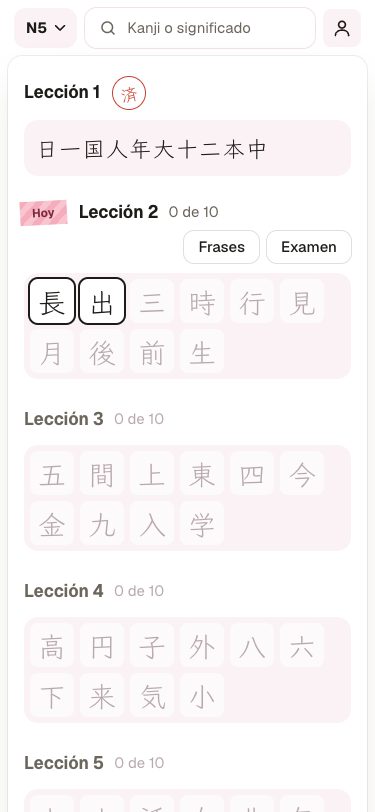 N5 Kanji o significado
Lección 1 済
日一国人年大十二本中
Hoy Lección 2 0 de 10
Frases Examen
長出三時行見
月後前生
Lección 3 0 de 10
五間上東四今
金九入学
Lección 4 0 de 10
高円子外八六
下来気小
Lección 5 0 de 10